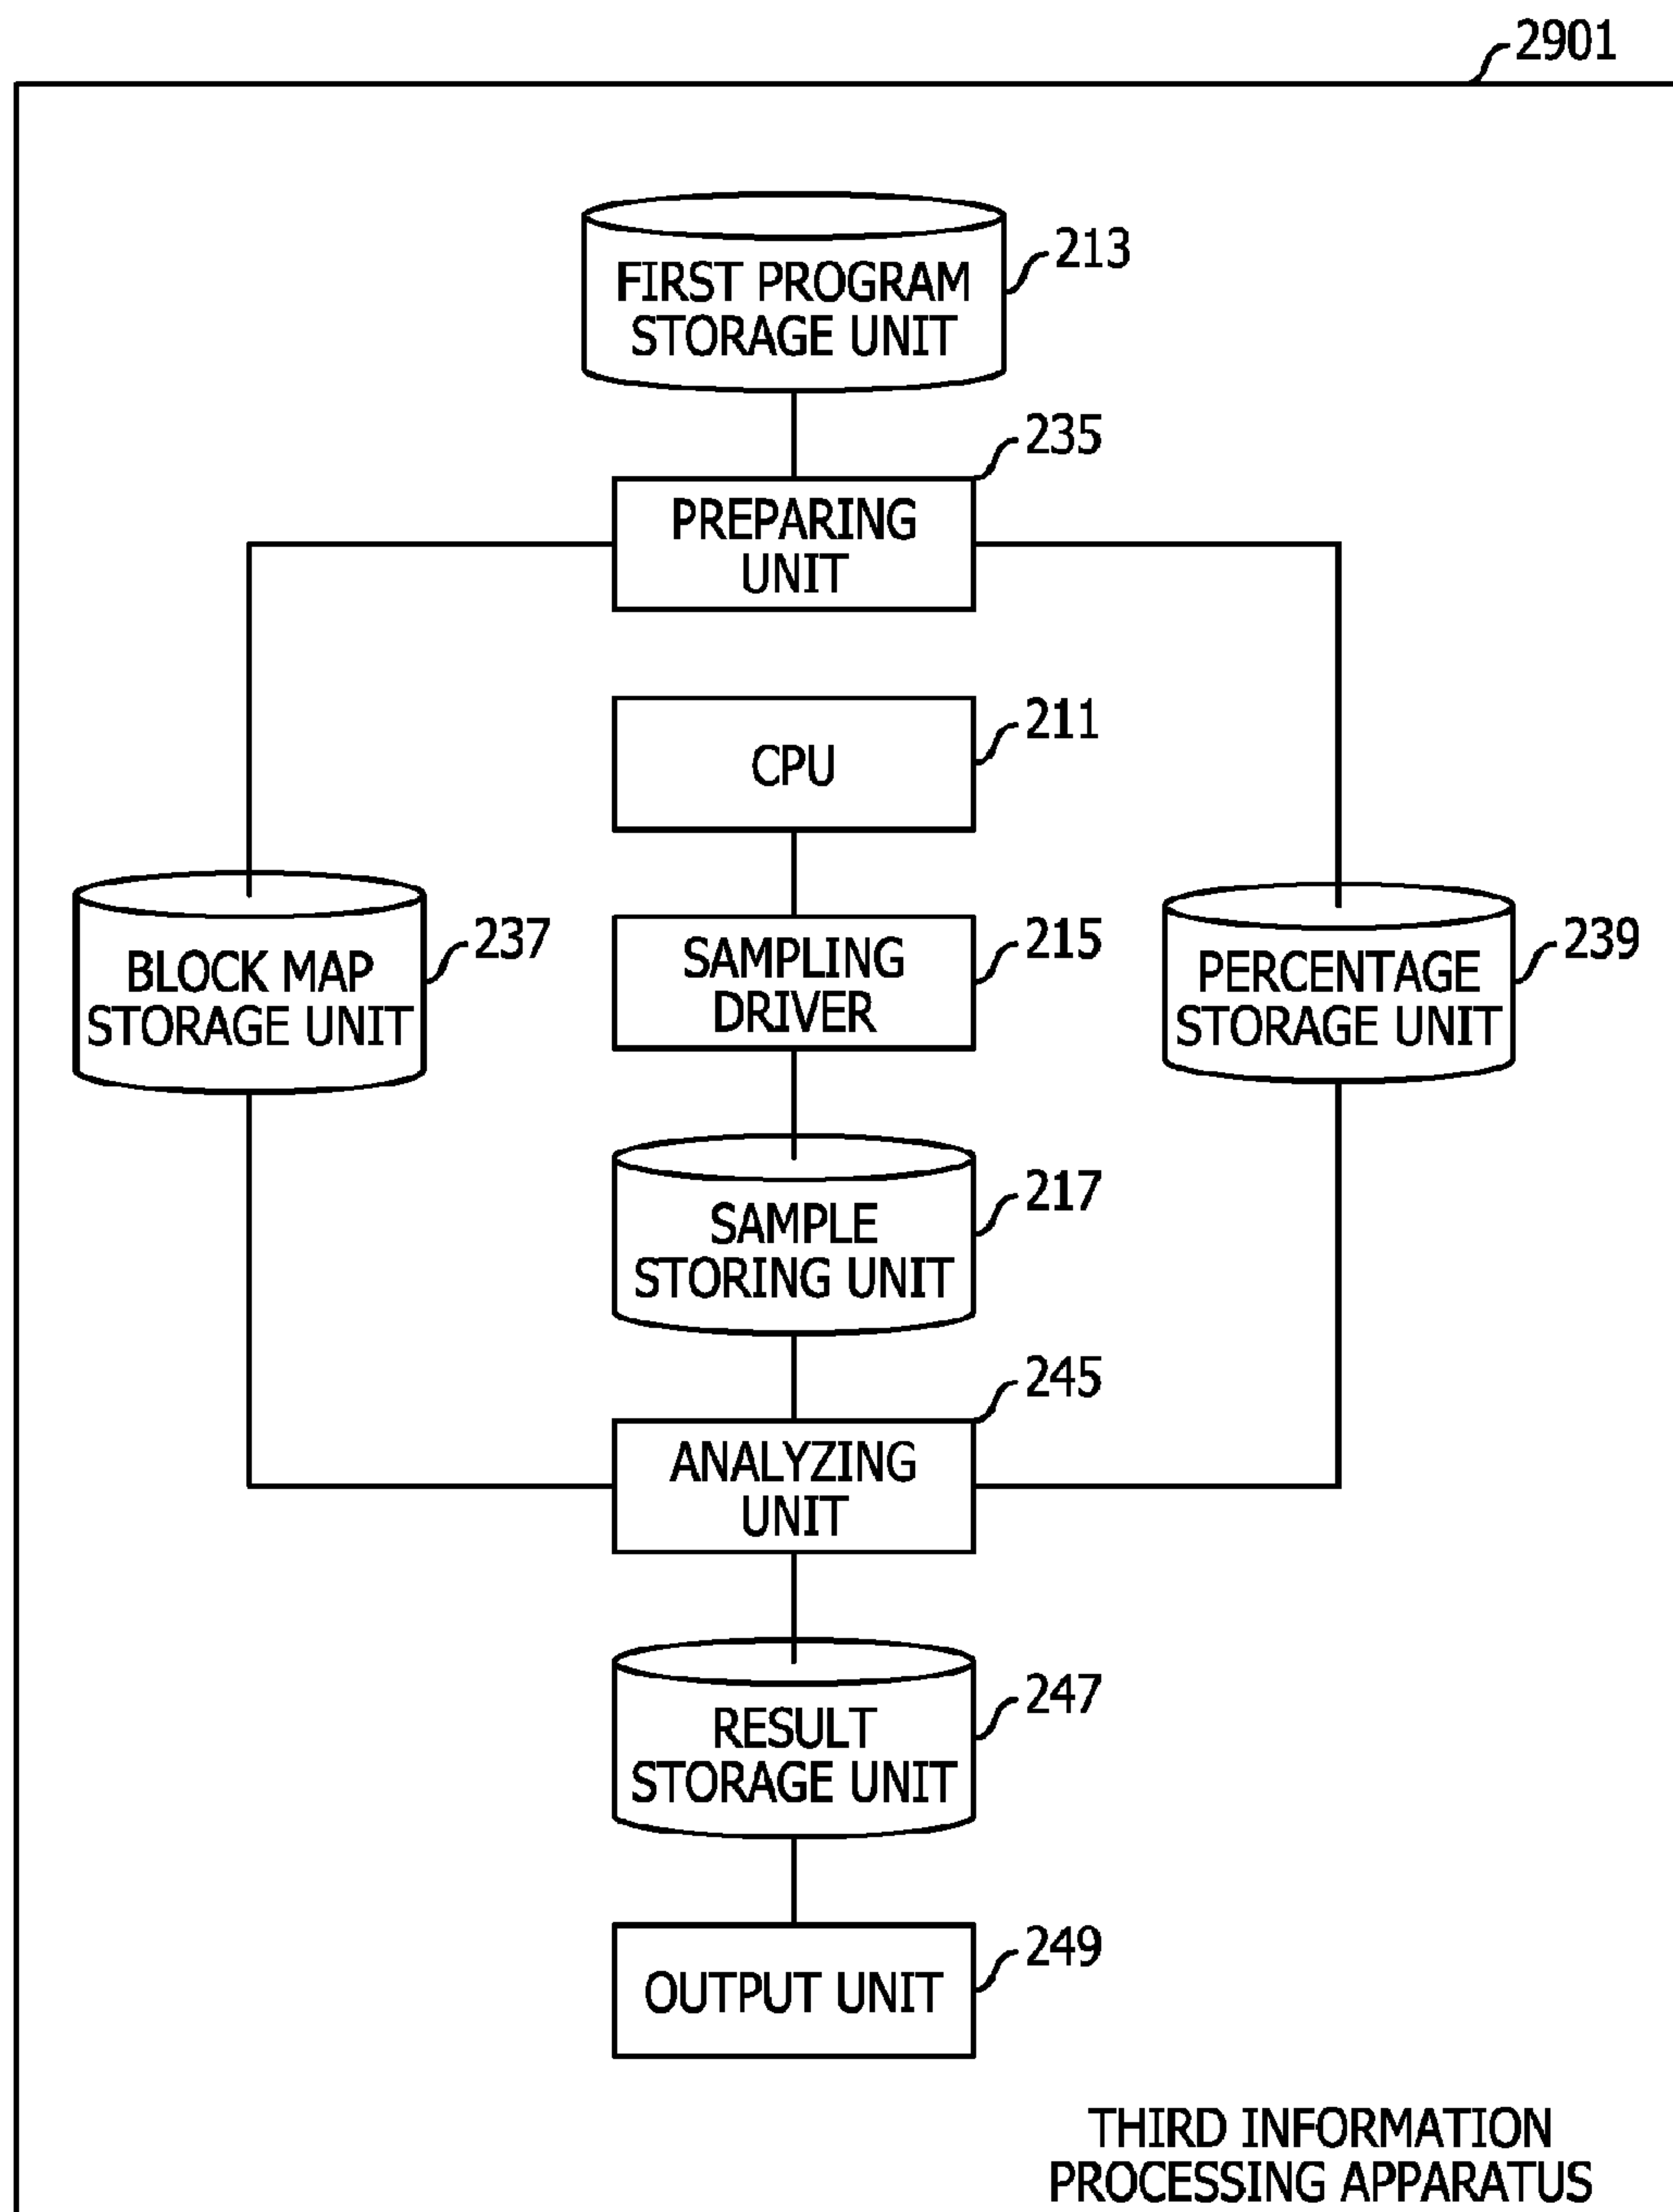 2901
FIRST PROGRAM
STORAGE UNIT
213
235
PREPARING
UNIT
211
CPU
BLOCK MAP
STORAGE UNIT
237
SAMPLING
DRIVER
215
PERCENTAGE
STORAGE UNIT
239
SAMPLE
STORING UNIT
217
245
ANALYZING
UNIT
RESULT
STORAGE UNIT
247
OUTPUT UNIT
249
THIRD INFORMATION
PROCESSING APPARATUS